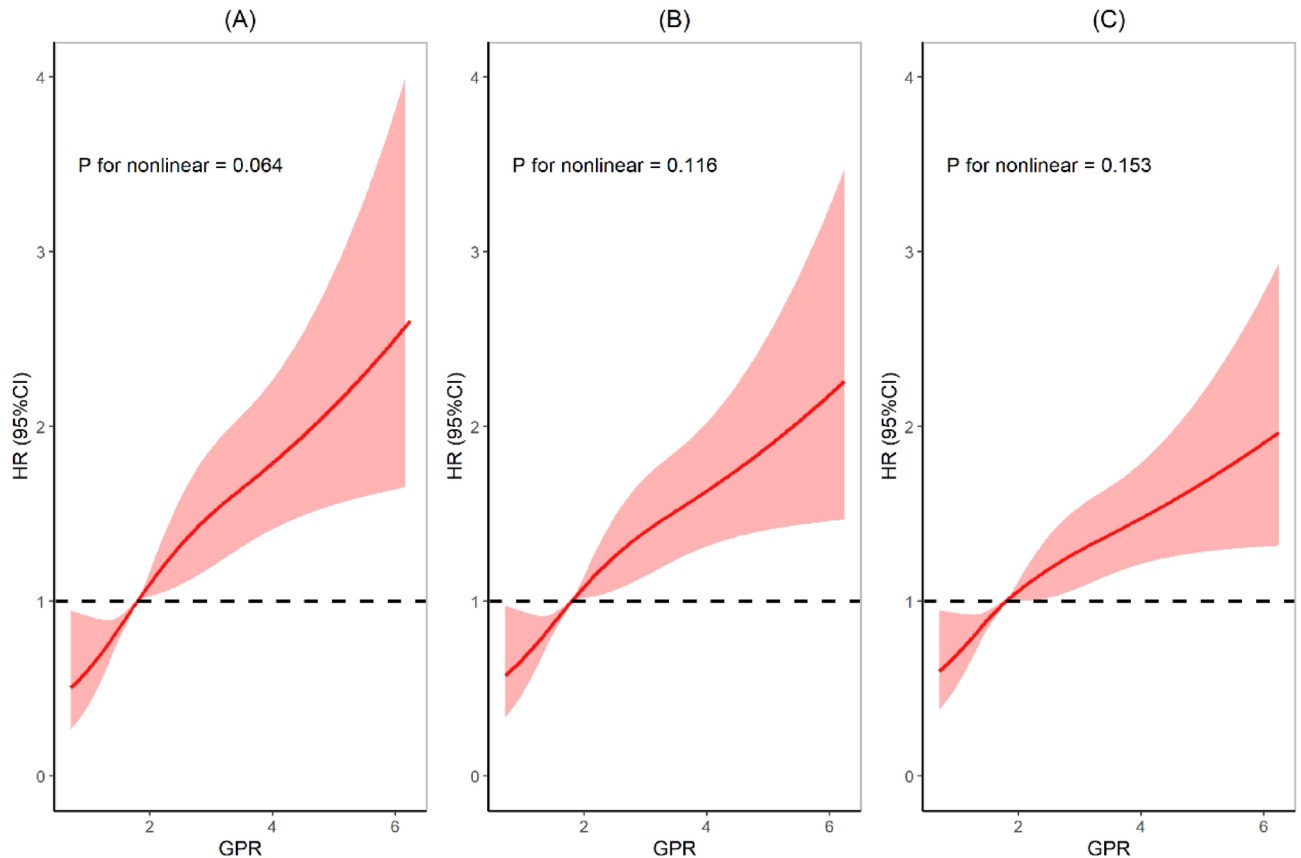 (A)
4
P for nonlinear = 0.064
3
HR (95%CI)
2
1
0
2
4
6
GPR
(B)
4
P for nonlinear = 0.116
3
HR (95%CI)
2
1
0
2
4
6
GPR
(C)
4
P for nonlinear = 0.153
3
HR (95%CI)
2
1
0
2
4
6
GPR